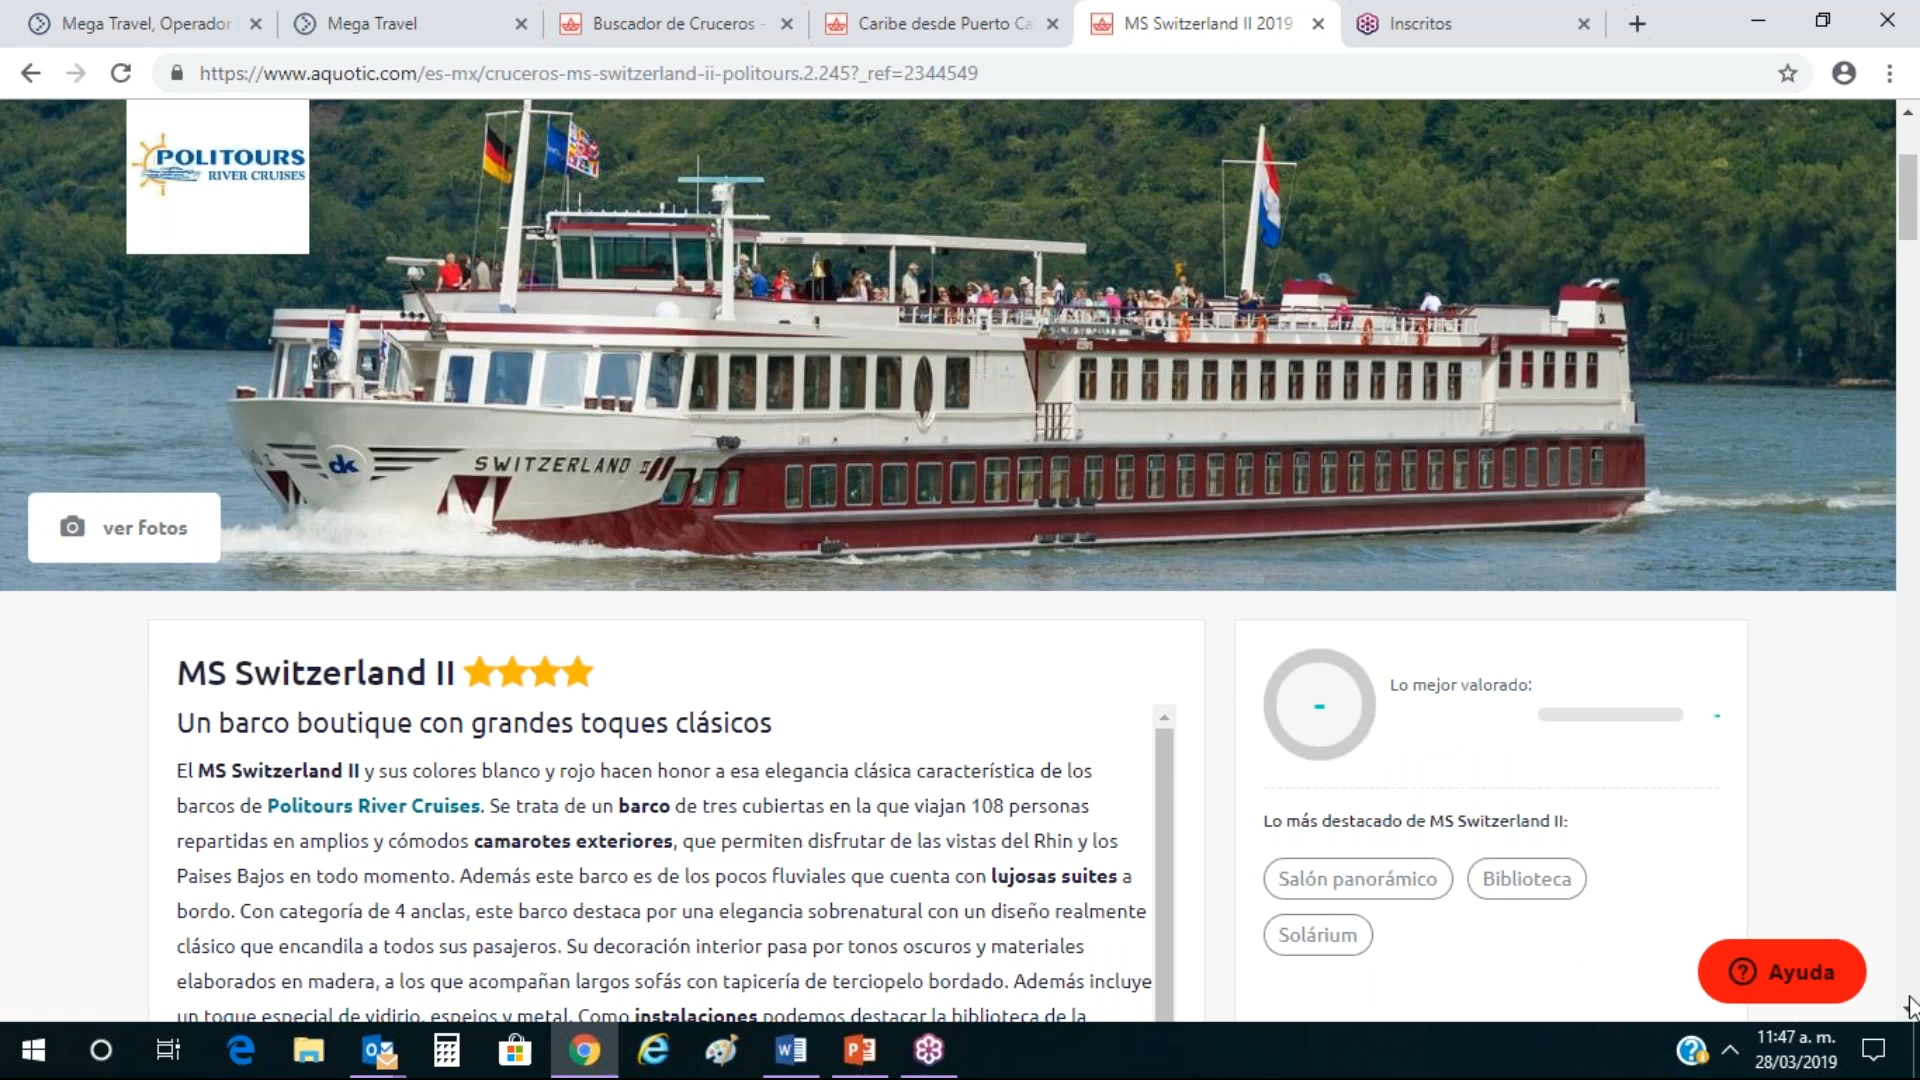 Mega Travel, Operador
Mega Travel
Buscador de Cruceros -
Caribe desde Puerto Ca
MS Switzerland II 2019
Inscritos
https://www.aquotic.com/es-mx/cruceros-ms-switzerland-ii-politours.2.245?_ref=2344549
POLITOURS
RIVER CRUISES
dk
SWITZERLAND II
ver fotos
MS Switzerland II
Un barco boutique con grandes toques clásicos
El MS Switzerland II y sus colores blanco y rojo hacen honor a esa elegancia clásica característica de los
barcos de Politours River Cruises. Se trata de un barco de tres cubiertas en la que viajan 108 personas
repartidas en amplios y cómodos camarotes exteriores, que permiten disfrutar de las vistas del Rhin y los
Paises Bajos en todo momento. Además este barco es de los pocos fluviales que cuenta con lujosas suites a
bordo. Con categoría de 4 anclas, este barco destaca por una elegancia sobrenatural con un diseño realmente
clásico que encandila a todos sus pasajeros. Su decoración interior pasa por tonos oscuros y materiales
elaborados en madera, a los que acompañan largos sofás con tapicería de terciopelo bordado. Además incluye
un toque especial de vidirio, espejos y metal. Como instalaciones podemos destacar la biblioteca de la
-
Lo mejor valorado:
-
Lo más destacado de MS Switzerland II:
Salón panorámico
Biblioteca
Solárium
Ayuda
11:47 a. m.
28/03/2019